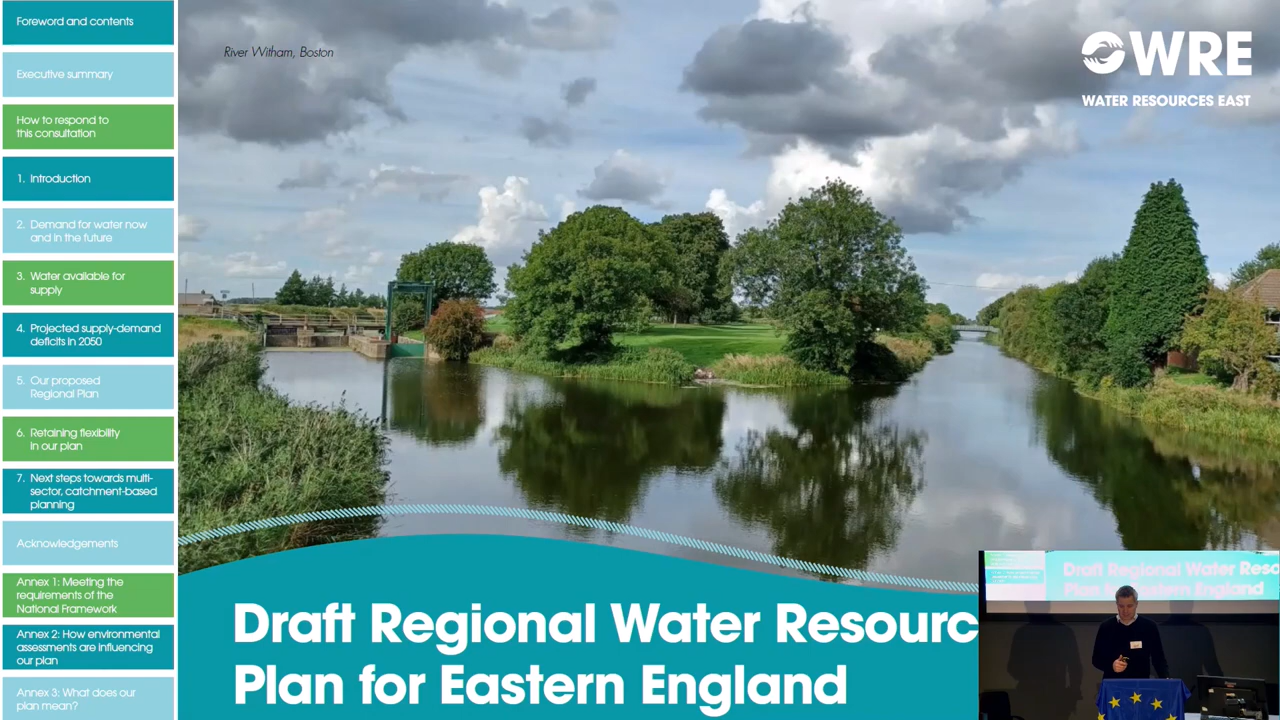 Foreword and contents
Executive summary
How to respond to
this consultation
1. Introduction
2. Demand for water now
and in the future
3. Water available for
supply
4. Projected supply-demand
deficits in 2050
5. Our proposed
Regional Plan
6. Retaining flexibility
in our plan
7. Next steps towards multi-
sector, catchment-based
planning
Acknowledgements
Annex 1: Meeting the
requirements of the
National Framework
Annex 2: How environmental
assessments are influencing
our plan
Annex 3: What does our
plan mean?
River Witham, Boston
WRE
WATER RESOURCES EAST
Draft Regional Water Resourc
Plan for Eastern England
Draft Regional Water Reso
Plan for Eastern England